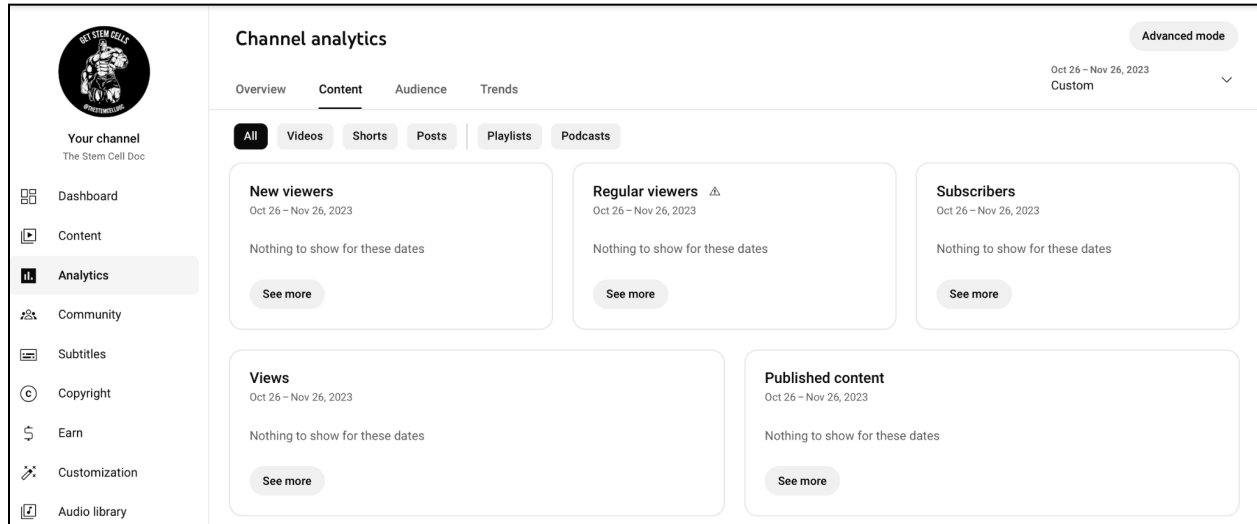 GET STEM CELLS
@THESTEMCELLDOC
Your channel
The Stem Cell Doc
Dashboard
Content
Analytics
Community
Subtitles
Copyright
Earn
Customization
Audio library
Channel analytics
Advanced mode
Overview Content Audience Trends
Oct 26 – Nov 26, 2023
Custom
All Videos Shorts Posts Playlists Podcasts
New viewers
Oct 26 – Nov 26, 2023
Nothing to show for these dates
See more
Regular viewers
Oct 26 – Nov 26, 2023
Nothing to show for these dates
See more
Subscribers
Oct 26 – Nov 26, 2023
Nothing to show for these dates
See more
Views
Oct 26 – Nov 26, 2023
Nothing to show for these dates
See more
Published content
Oct 26 – Nov 26, 2023
Nothing to show for these dates
See more